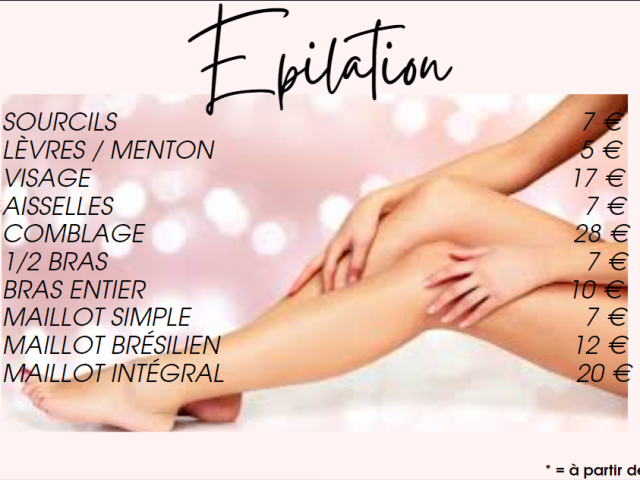 Epilation
SOURCILS 7 €
LÈVRES / MENTON 5 €
VISAGE 17 €
AISSELLES 7 €
COMBLAGE 28 €
1/2 BRAS 7 €
BRAS ENTIER 10 €
MAILLOT SIMPLE 7 €
MAILLOT BRÉSILIEN 12 €
MAILLOT INTÉGRAL 20 €
* = à partir de